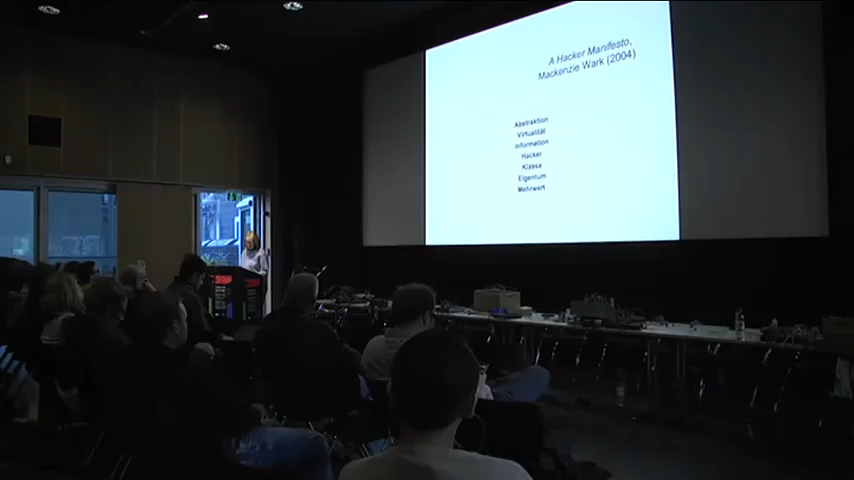 A Hacker Manifesto,
Mackenzie Wark (2004)
Abstraktion
Virtualität
Information
Hacker
Klasse
Eigentum
Mehrwert